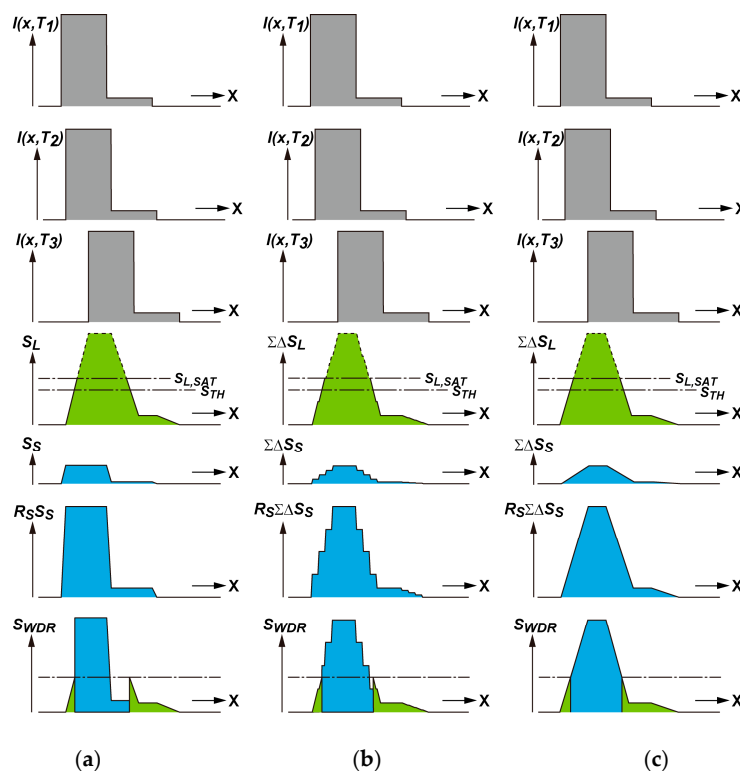 I(x,T1) I(x,T1) I(x,T1)
X X X
I(x,T2) I(x,T2) I(x,T2)
X X X
I(x,T3) I(x,T3) I(x,T3)
X X X
SL ΣΔSL ΣΔSL
SL,SAT SL,SAT SL,SAT
STH STH STH
X X X
SS ΣΔSS ΣΔSS
X X X
RSSS RSΣΔSS RSΣΔSS
X X X
SWDR SWDR SWDR
X X X
(a) (b) (c)